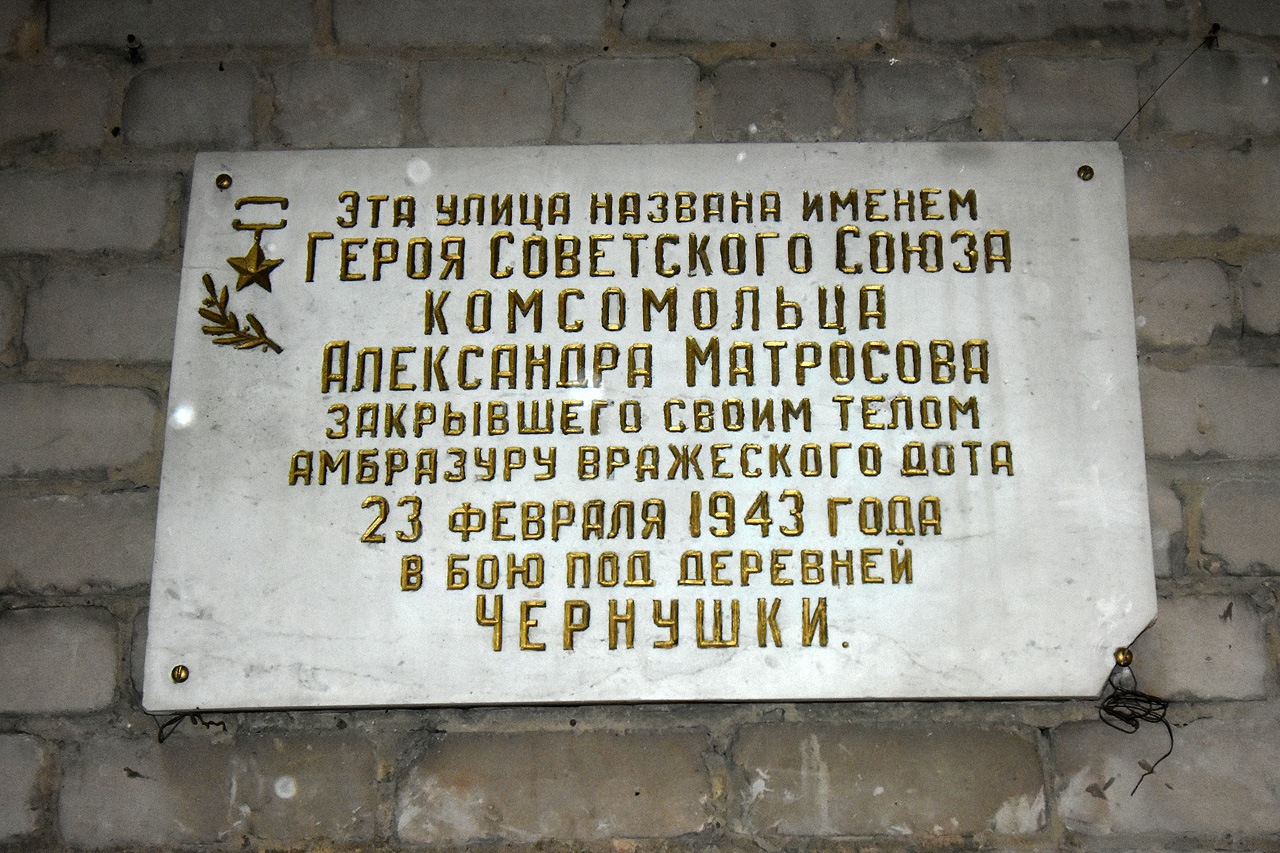 Эта улица названа именем
Героя Советского Союза
комсомольца
Александра Матросова
закрывшего своим телом
амбразуру вражеского дота
23 февраля 1943 года
в бою под деревней
Чернушки.